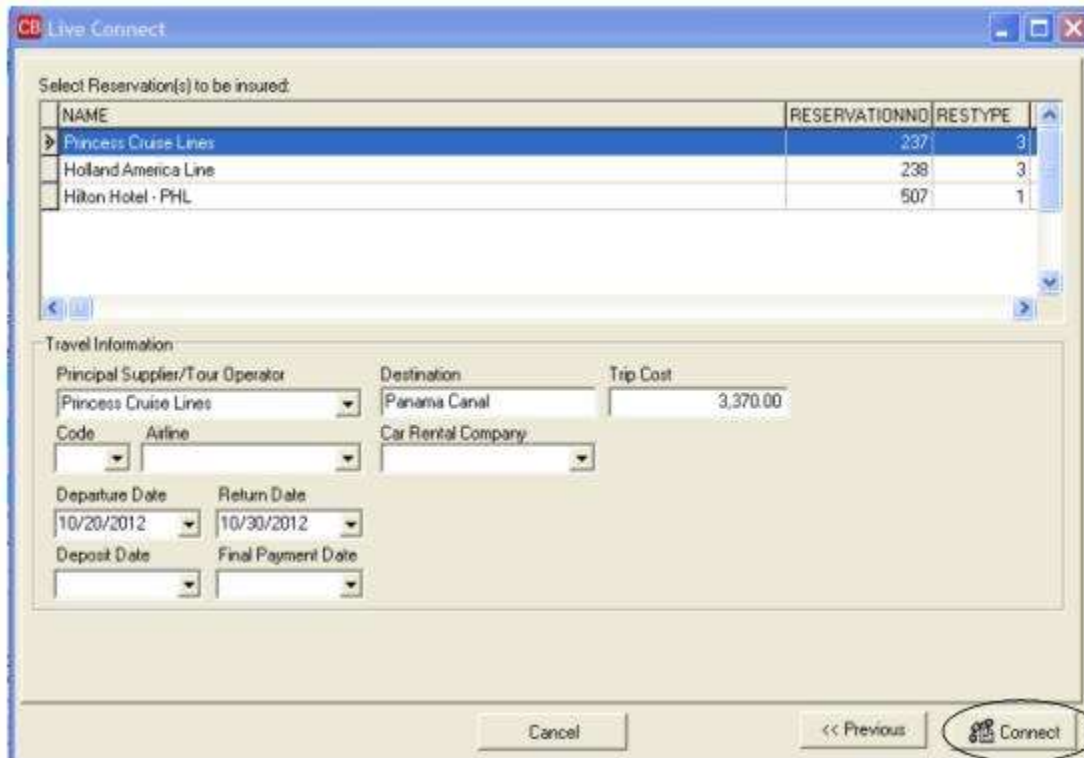 CB Live Connect
Select Reservation(s) to be insured:
NAME RESERVATIONNO RESTYPE
Princess Cruise Lines 237 3
Holland America Line 238 3
Hilton Hotel - PHL 507 1
Travel Information
Principal Supplier/Tour Operator Destination Trip Cost
Princess Cruise Lines Panama Canal 3,370.00
Code Airline Car Rental Company
Departure Date Return Date
10/20/2012 10/30/2012
Deposit Date Final Payment Date
Cancel << Previous Connect